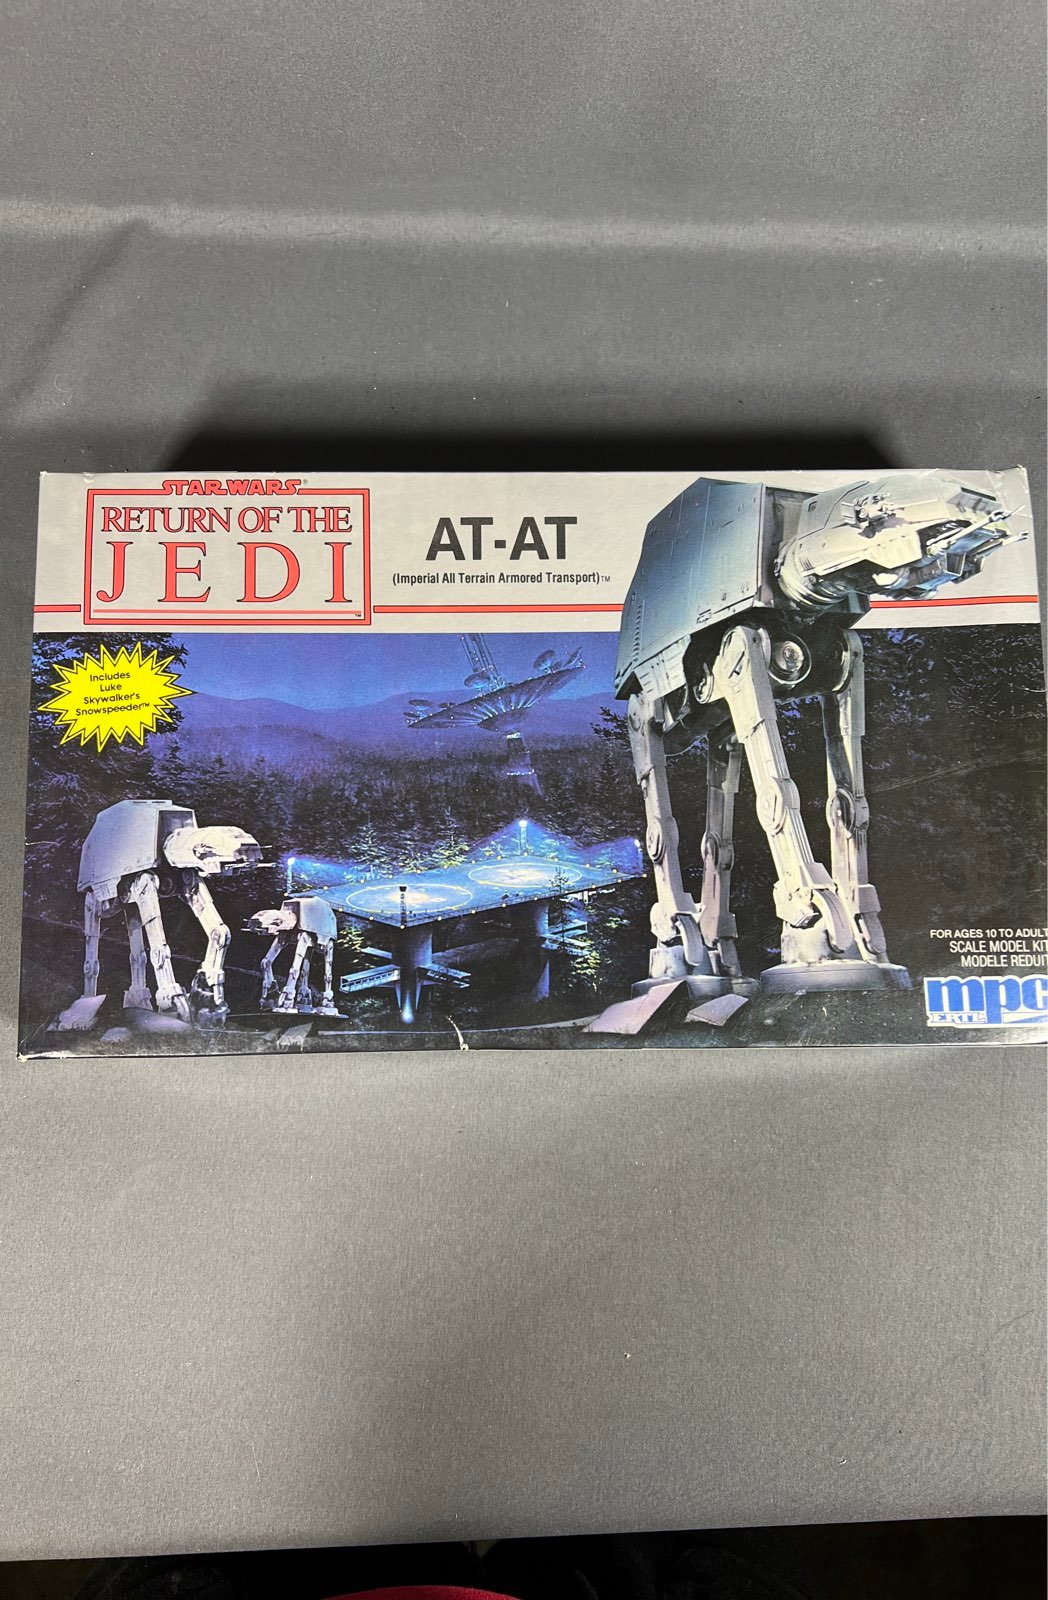 STAR WARS®
RETURN OF THE
JEDI™
AT-AT
(Imperial All Terrain Armored Transport)™
Includes
Luke
Skywalker's
Snowspeeder™
FOR AGES 10 TO ADULT
SCALE MODEL KIT
MODELE REDUIT
mpc
ERTL